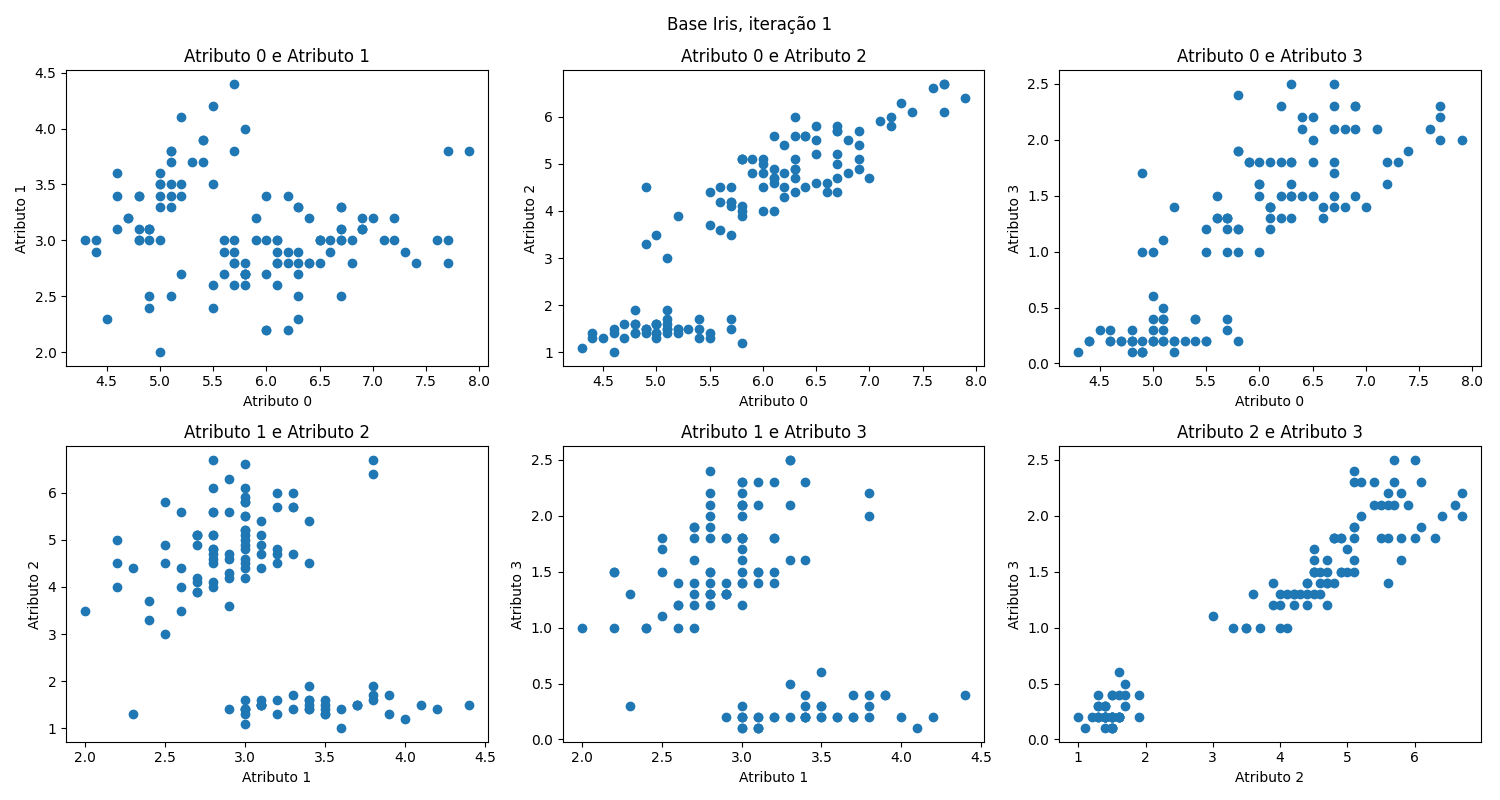 Base Iris, iteração 1
Atributo 0 e Atributo 1
4.5
4.0
3.5
3.0
2.5
2.0
Atributo 1
4.5 5.0 5.5 6.0 6.5 7.0 7.5 8.0
Atributo 0
Atributo 0 e Atributo 2
6
5
4
3
2
1
Atributo 2
4.5 5.0 5.5 6.0 6.5 7.0 7.5 8.0
Atributo 0
Atributo 0 e Atributo 3
2.5
2.0
1.5
1.0
0.5
0.0
Atributo 3
4.5 5.0 5.5 6.0 6.5 7.0 7.5 8.0
Atributo 0
Atributo 1 e Atributo 2
6
5
4
3
2
1
Atributo 2
2.0 2.5 3.0 3.5 4.0 4.5
Atributo 1
Atributo 1 e Atributo 3
2.5
2.0
1.5
1.0
0.5
0.0
Atributo 3
2.0 2.5 3.0 3.5 4.0 4.5
Atributo 1
Atributo 2 e Atributo 3
2.5
2.0
1.5
1.0
0.5
0.0
Atributo 3
1 2 3 4 5 6
Atributo 2